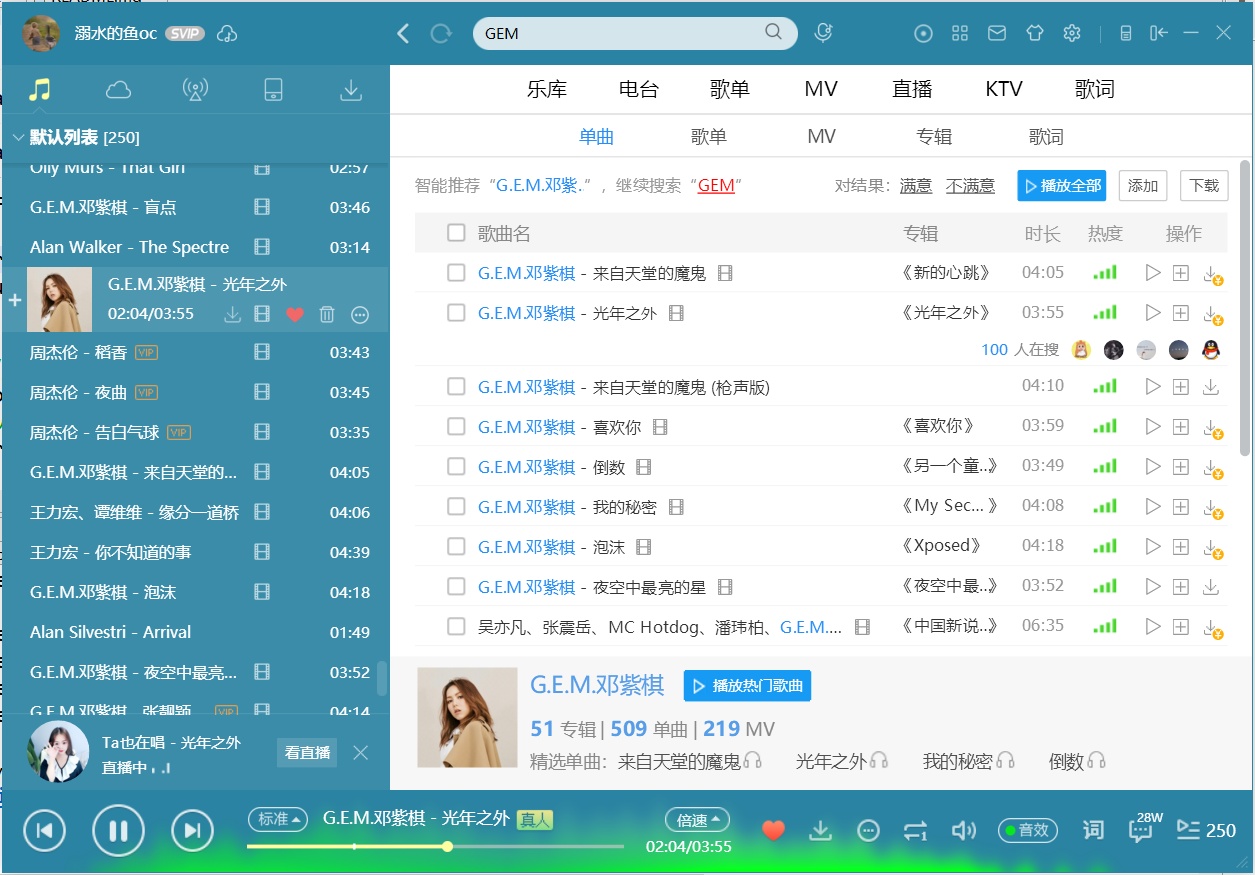 溺水的鱼oc SVIP
GEM
乐库 电台 歌单 MV 直播 KTV 歌词
默认列表 [250]
单曲 歌单 MV 专辑 歌词
Olly Murs - That Girl 02:57
G.E.M.邓紫棋 - 盲点 03:46
Alan Walker - The Spectre 03:14
G.E.M.邓紫棋 - 光年之外
02:04/03:55
周杰伦 - 稻香 VIP 03:43
周杰伦 - 夜曲 VIP 03:45
周杰伦 - 告白气球 VIP 03:35
G.E.M.邓紫棋 - 来自天堂的... 04:05
王力宏、谭维维 - 缘分一道桥 04:06
王力宏 - 你不知道的事 04:39
G.E.M.邓紫棋 - 泡沫 04:18
Alan Silvestri - Arrival 01:49
G.E.M.邓紫棋 - 夜空中最亮... 03:52
G.E.M.邓紫棋、张靓颖 VIP 04:14
Ta也在唱 - 光年之外
直播中
看直播
智能推荐“G.E.M.邓紫..”，继续搜索“GEM” 对结果： 满意 不满意 播放全部 添加 下载
歌曲名 专辑 时长 热度 操作
G.E.M.邓紫棋 - 来自天堂的魔鬼 《新的心跳》 04:05
G.E.M.邓紫棋 - 光年之外 《光年之外》 03:55
100 人在搜
G.E.M.邓紫棋 - 来自天堂的魔鬼 (枪声版) 04:10
G.E.M.邓紫棋 - 喜欢你 《喜欢你》 03:59
G.E.M.邓紫棋 - 倒数 《另一个童..》 03:49
G.E.M.邓紫棋 - 我的秘密 《My Sec... 》 04:08
G.E.M.邓紫棋 - 泡沫 《Xposed》 04:18
G.E.M.邓紫棋 - 夜空中最亮的星 《夜空中最..》 03:52
吴亦凡、张震岳、MC Hotdog、潘玮柏、G.E.M.... 《中国新说..》 06:35
G.E.M.邓紫棋 播放热门歌曲
51 专辑 | 509 单曲 | 219 MV
精选单曲： 来自天堂的魔鬼 光年之外 我的秘密 倒数
标准 G.E.M.邓紫棋 - 光年之外 真人 倍速
02:04/03:55
音效 词 28W 250